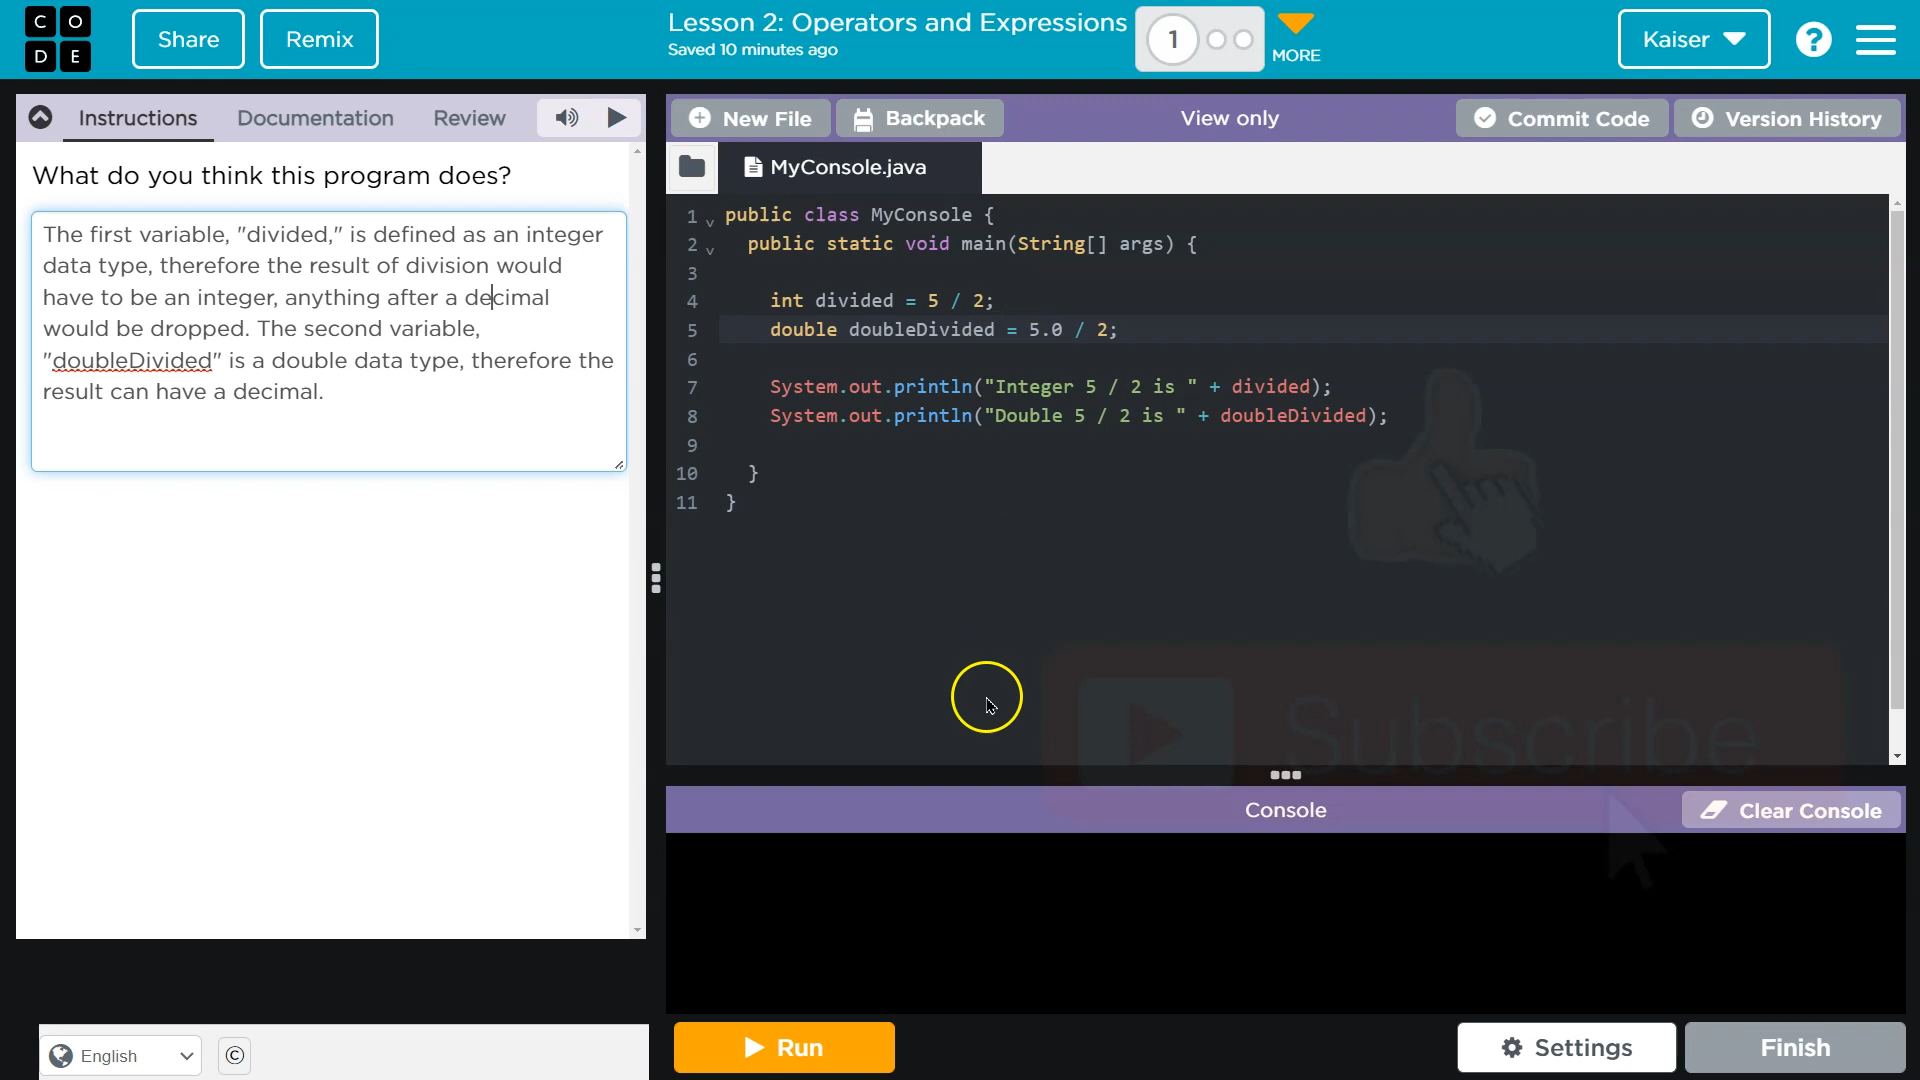 C O D E
Share
Remix
Lesson 2: Operators and Expressions
Saved 10 minutes ago
1
MORE
Kaiser
?
Instructions
Documentation
Review
New File
Backpack
View only
Commit Code
Version History
What do you think this program does?
The first variable, "divided," is defined as an integer
data type, therefore the result of division would
have to be an integer, anything after a decimal
would be dropped. The second variable,
"doubleDivided" is a double data type, therefore the
result can have a decimal.
MyConsole.java
1 public class MyConsole {
2 public static void main(String[] args) {
3
4 int divided = 5 / 2;
5 double doubleDivided = 5.0 / 2;
6
7 System.out.println("Integer 5 / 2 is " + divided);
8 System.out.println("Double 5 / 2 is " + doubleDivided);
9
10 }
11 }
Subscribe
Console
Clear Console
English
©
Run
Settings
Finish